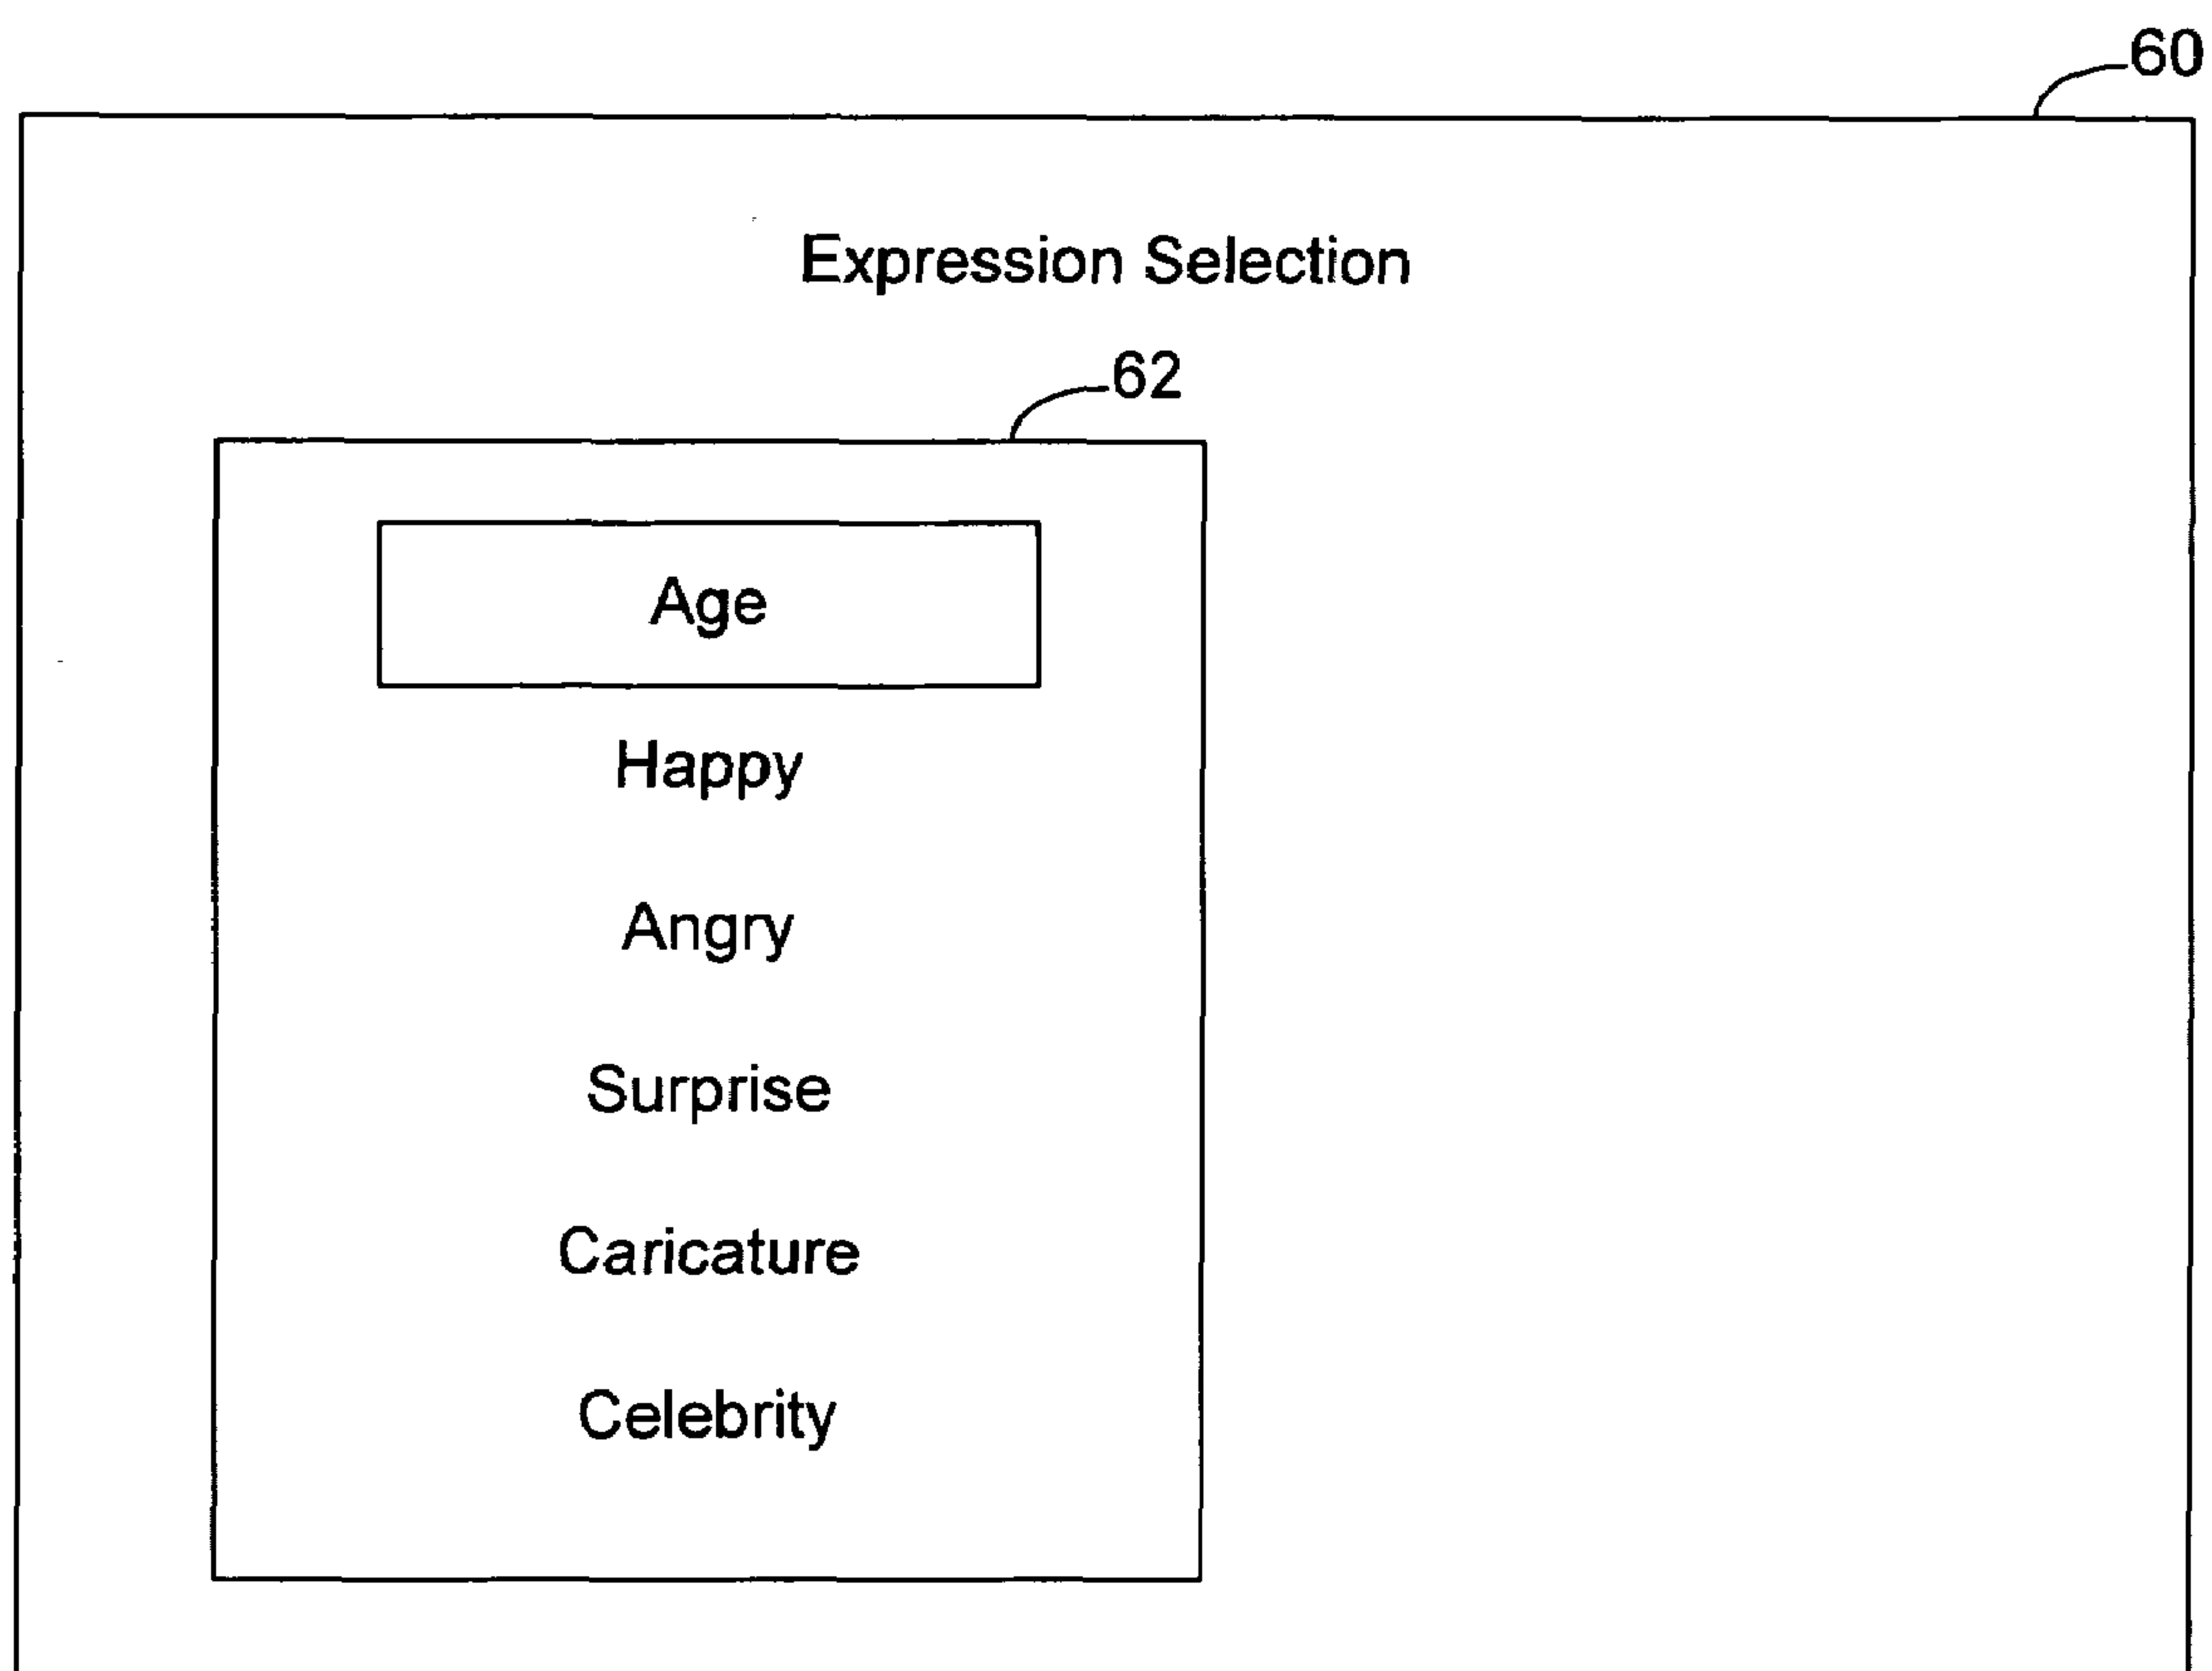 60
Expression Selection
62
Age
Happy
Angry
Surprise
Caricature
Celebrity